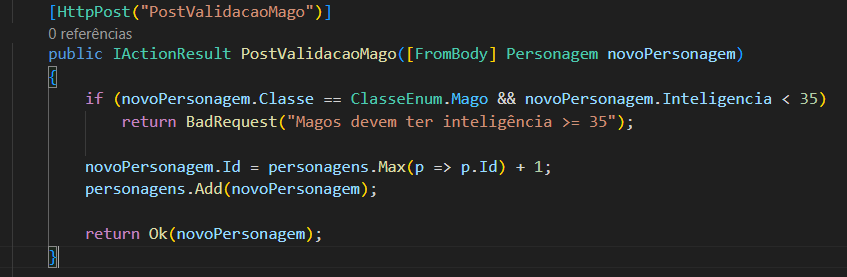 [HttpPost("PostValidacaoMago")]
0 referências
public IActionResult PostValidacaoMago([FromBody] Personagem novoPersonagem)
{
if (novoPersonagem.Classe == ClasseEnum.Mago && novoPersonagem.Inteligencia < 35)
return BadRequest("Magos devem ter inteligência >= 35");
novoPersonagem.Id = personagens.Max(p => p.Id) + 1;
personagens.Add(novoPersonagem);
return Ok(novoPersonagem);
}